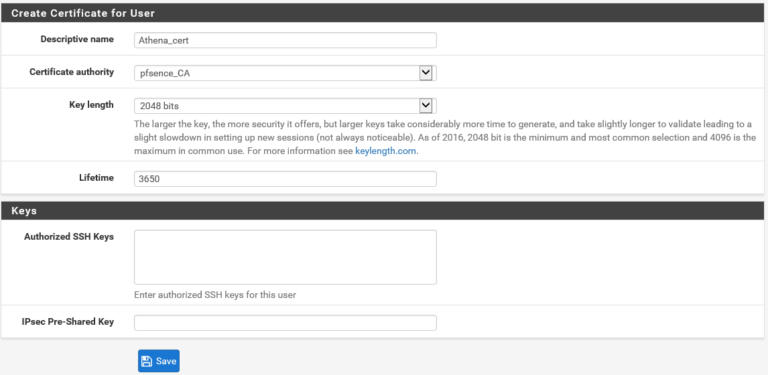 Create Certificate for User
Descriptive name
Athena_cert
Certificate authority
pfsence_CA
Key length
2048 bits
The larger the key, the more security it offers, but larger keys take considerably more time to generate, and take slightly longer to validate leading to a
slight slowdown in setting up new sessions (not always noticeable). As of 2016, 2048 bit is the minimum and most common selection and 4096 is the
maximum in common use. For more information see keylength.com.
Lifetime
3650
Keys
Authorized SSH Keys
Enter authorized SSH keys for this user
IPsec Pre-Shared Key
Save